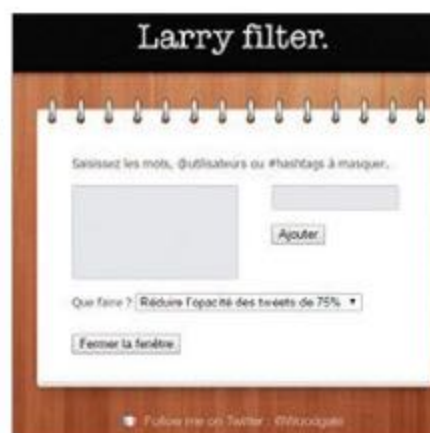 Larry filter.
Saisissez les mots, @utilisateurs ou #hashtags à masquer.
Ajouter
Que faire ? Réduire l'opacité des tweets de 75%
Fermer la fenêtre
Follow me on Twitter : @Woodgate